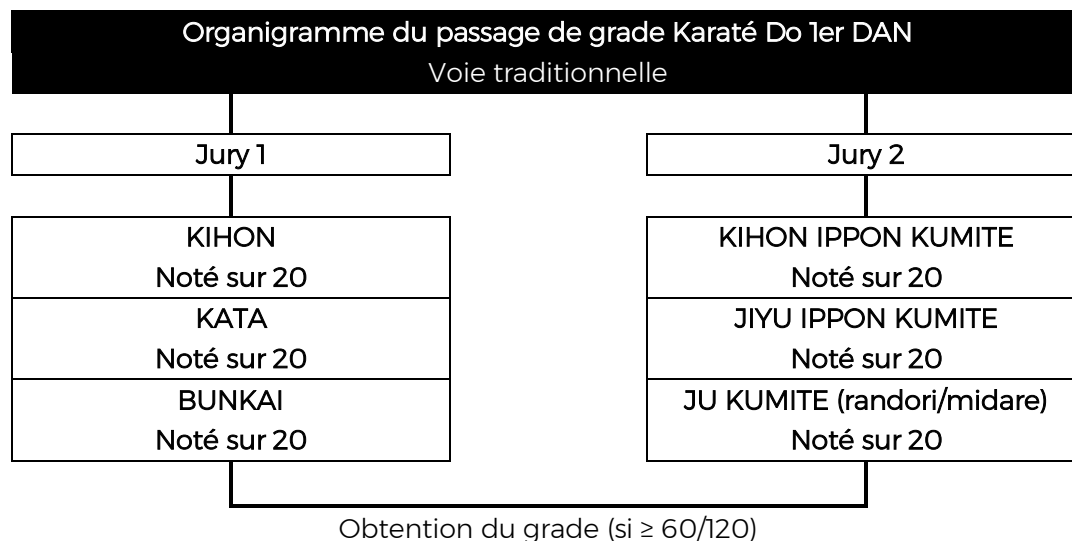 Organigramme du passage de grade Karaté Do 1er DAN
Voie traditionnelle
Jury 1
KIHON
Noté sur 20
KATA
Noté sur 20
BUNKAI
Noté sur 20
Jury 2
KIHON IPPON KUMITE
Noté sur 20
JIYU IPPON KUMITE
Noté sur 20
JU KUMITE (randori/midare)
Noté sur 20
Obtention du grade (si ≥ 60/120)